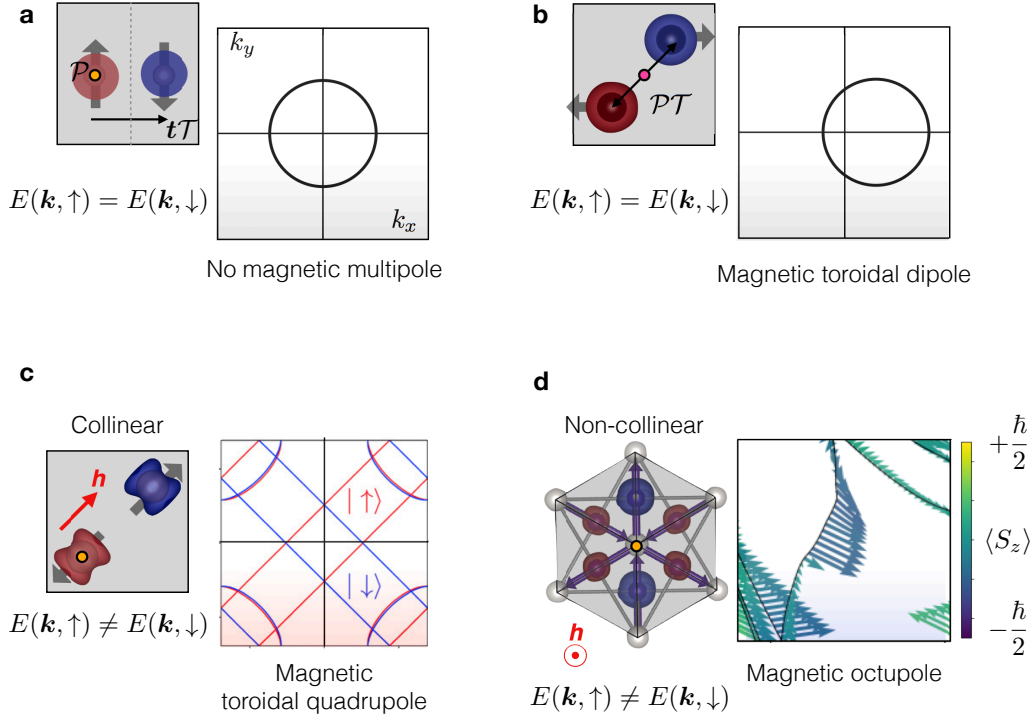 a
𝒫
t𝒯
k_y
k_x
E(k, ↑) = E(k, ↓)
No magnetic multipole
b
𝒫𝒯
E(k, ↑) = E(k, ↓)
Magnetic toroidal dipole
c
Collinear
h
|↑⟩
|↓⟩
E(k, ↑) ≠ E(k, ↓)
Magnetic
toroidal quadrupole
d
Non-collinear
h
E(k, ↑) ≠ E(k, ↓)
Magnetic octupole
+ħ/2
⟨S_z⟩
−ħ/2